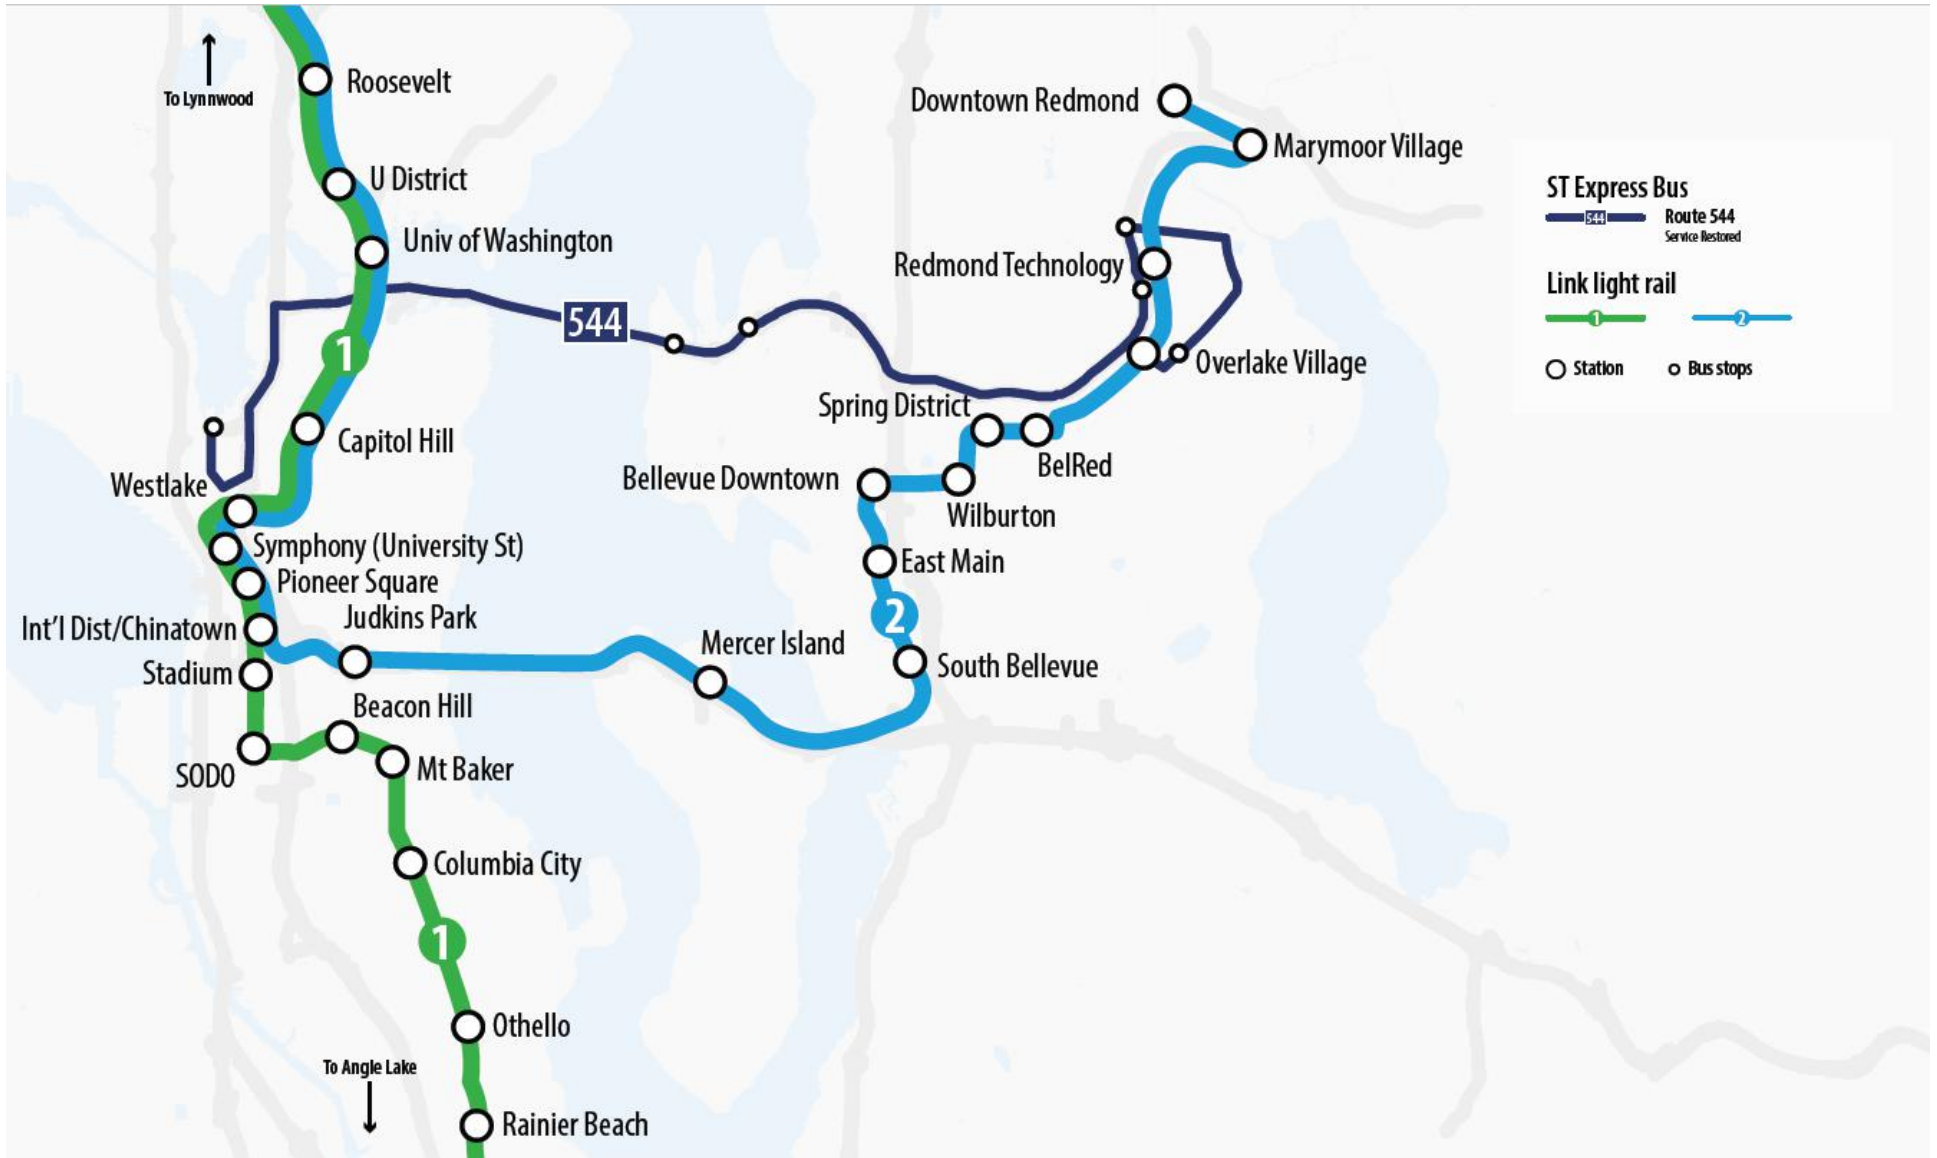 To Lynnwood
Roosevelt
U District
Univ of Washington
544
1
Capitol Hill
Westlake
Symphony (University St)
Pioneer Square
Int'l Dist/Chinatown
Judkins Park
Stadium
Beacon Hill
SODO
Mt Baker
Columbia City
1
Othello
To Angle Lake
Rainier Beach
Mercer Island
South Bellevue
2
East Main
Bellevue Downtown
Wilburton
Spring District
BelRed
Overlake Village
Redmond Technology
Downtown Redmond
Marymoor Village
ST Express Bus
544 Route 544
Service Restored
Link light rail
1 2
Station Bus stops